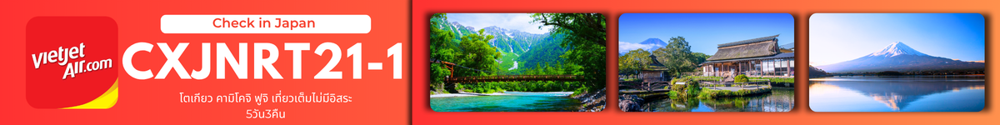 vietjet
Air.com
Check in Japan
CXJNRT21-1
โตเกียว คามิโคจิ ฟูจิ เที่ยวเต็มไม่มีอิสระ
5วัน3คืน